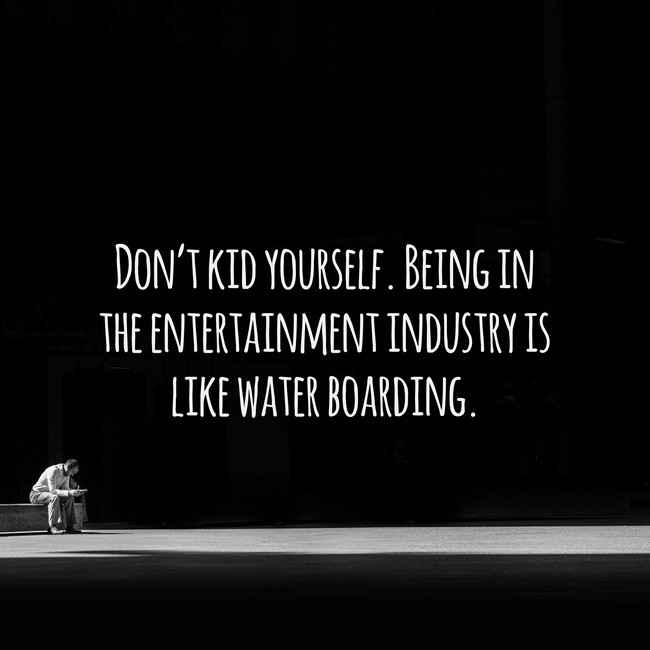 Don't kid yourself. Being in
the entertainment industry is
like water boarding.